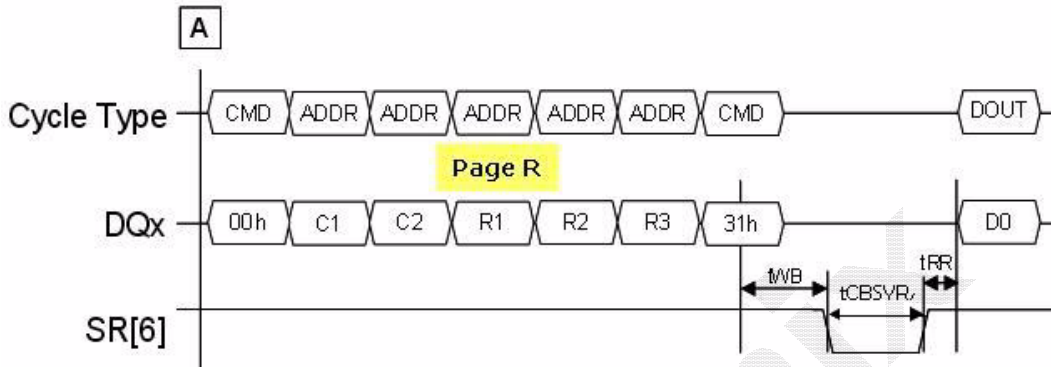 A
Cycle Type CMD ADDR ADDR ADDR ADDR ADDR CMD DOUT
Page R
DQx 00h C1 C2 R1 R2 R3 31h D0
tWB tCBSYR tRR
SR[6]